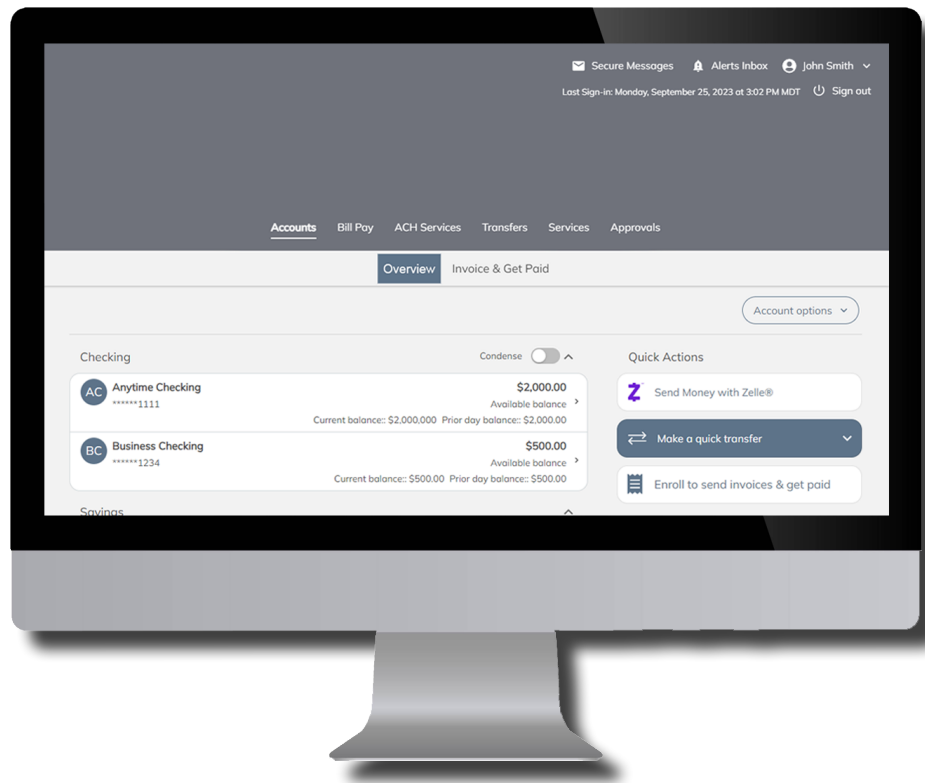 Secure Messages Alerts Inbox John Smith
Last Sign-in: Monday, September 25, 2023 at 3:02 PM MDT Sign out
Accounts Bill Pay ACH Services Transfers Services Approvals
Overview Invoice & Get Paid
Account options
Checking Condense
AC Anytime Checking $2,000.00
******1111 Available balance
Current balance:: $2,000,000 Prior day balance:: $2,000.00
BC Business Checking $500.00
******1234 Available balance
Current balance:: $500.00 Prior day balance:: $500.00
Savings
Quick Actions
Z Send Money with Zelle®
Make a quick transfer
Enroll to send invoices & get paid